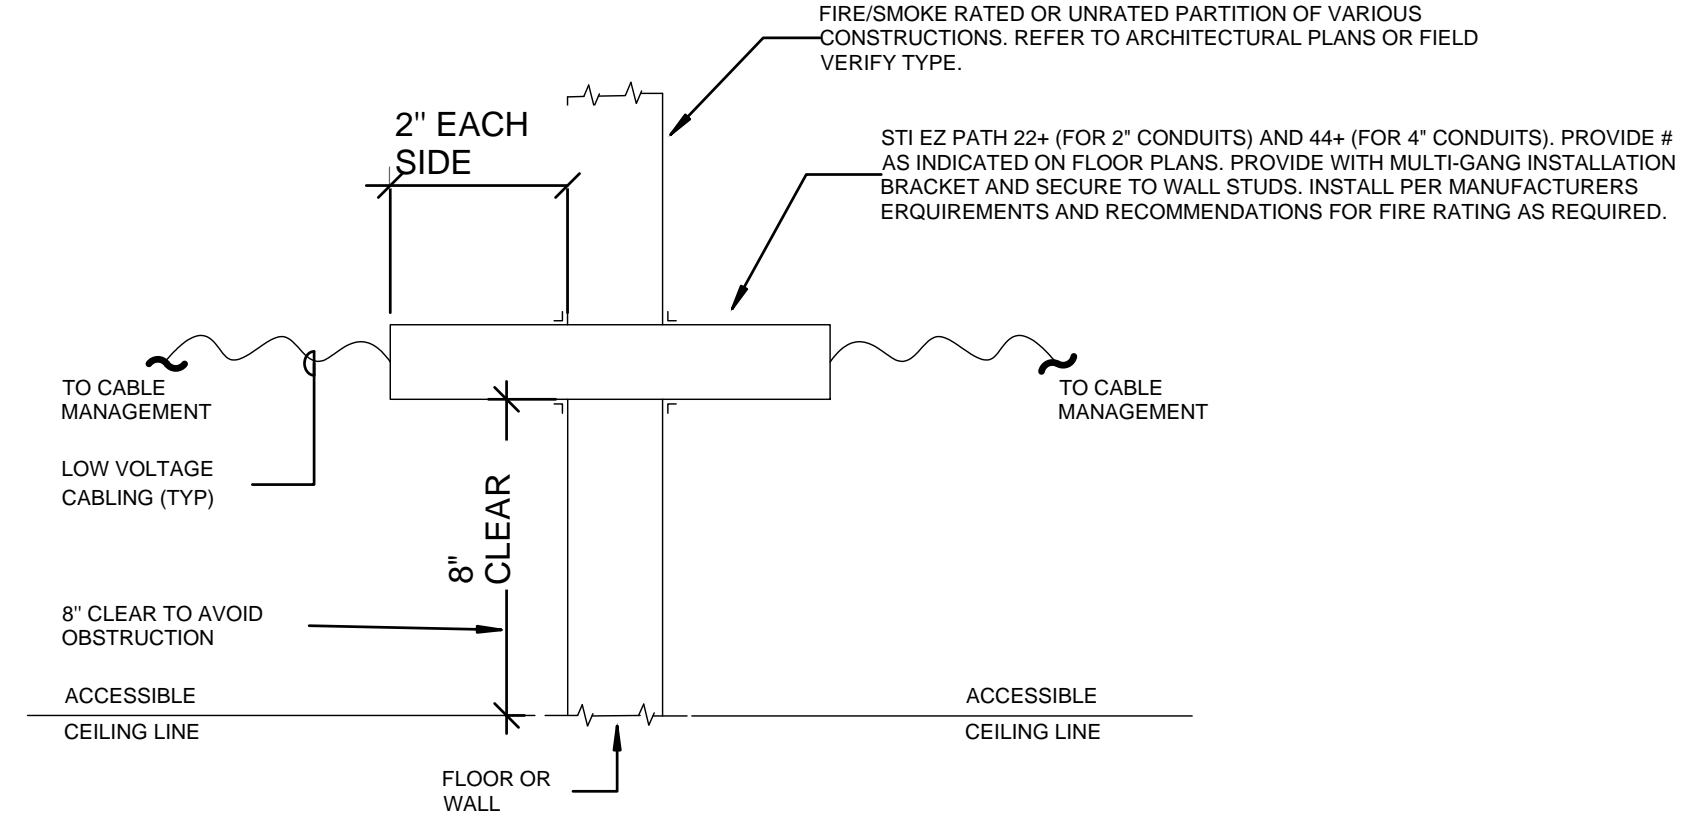 FIRE/SMOKE RATED OR UNRATED PARTITION OF VARIOUS
CONSTRUCTIONS. REFER TO ARCHITECTURAL PLANS OR FIELD
VERIFY TYPE.
2" EACH
SIDE
STI EZ PATH 22+ (FOR 2" CONDUITS) AND 44+ (FOR 4" CONDUITS). PROVIDE #
AS INDICATED ON FLOOR PLANS. PROVIDE WITH MULTI-GANG INSTALLATION
BRACKET AND SECURE TO WALL STUDS. INSTALL PER MANUFACTURERS
ERQUIREMENTS AND RECOMMENDATIONS FOR FIRE RATING AS REQUIRED.
TO CABLE
MANAGEMENT
TO CABLE
MANAGEMENT
LOW VOLTAGE
CABLING (TYP)
8"
CLEAR
8" CLEAR TO AVOID
OBSTRUCTION
ACCESSIBLE
CEILING LINE
ACCESSIBLE
CEILING LINE
FLOOR OR
WALL